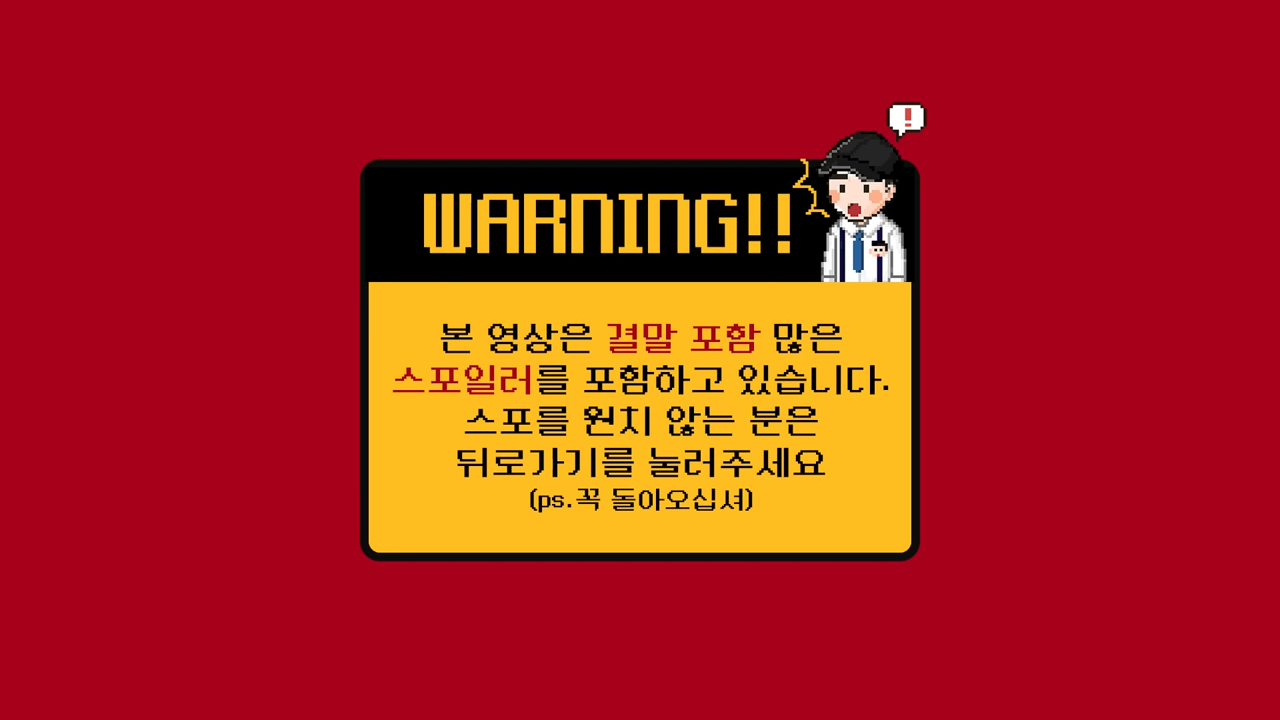 !
WARNING!!
본 영상은 결말 포함 많은
스포일러를 포함하고 있습니다.
스포를 원치 않는 분은
뒤로가기를 눌러주세요
(ps.꼭 돌아오십셔)